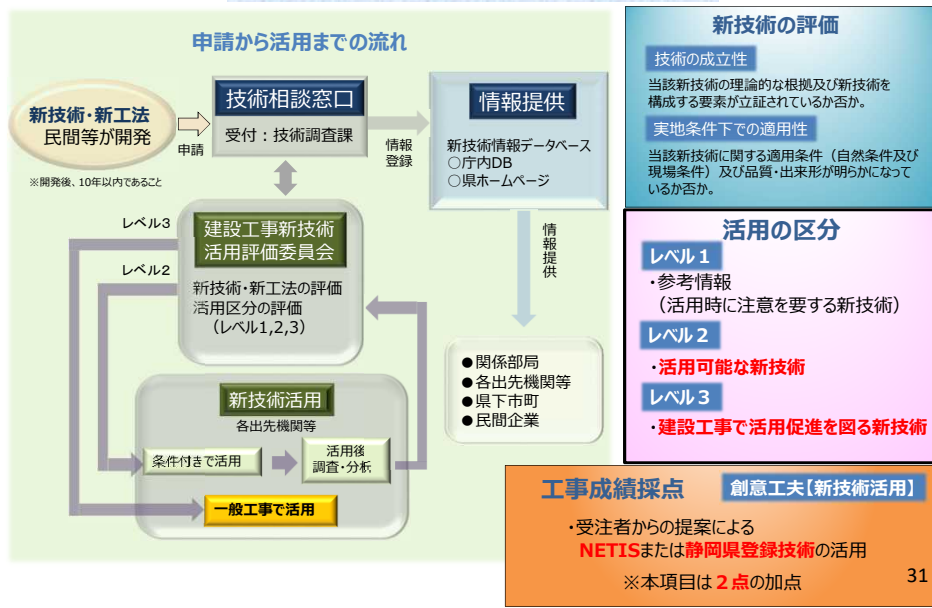 申請から活用までの流れ
新技術・新工法
民間等が開発
※開発後、10年以内であること
申請
技術相談窓口
受付：技術調査課
情報
登録
情報提供
新技術情報データベース
○庁内DB
○県ホームページ
情報提供
●関係部局
●各出先機関等
●県下市町
●民間企業
レベル3
レベル2
建設工事新技術
活用評価委員会
新技術・新工法の評価
活用区分の評価
（レベル1,2,3）
新技術活用
各出先機関等
条件付きで活用
活用後
調査・分析
一般工事で活用
新技術の評価
技術の成立性
当該新技術の理論的な根拠及び新技術を
構成する要素が立証されているか否か。
実地条件下での適用性
当該新技術に関する適用条件（自然条件及び
現場条件）及び品質・出来形が明らかになって
いるか否か。
活用の区分
レベル１
・参考情報
（活用時に注意を要する新技術）
レベル２
・活用可能な新技術
レベル３
・建設工事で活用促進を図る新技術
工事成績採点
創意工夫【新技術活用】
・受注者からの提案による
NETISまたは静岡県登録技術の活用
※本項目は２点の加点
31